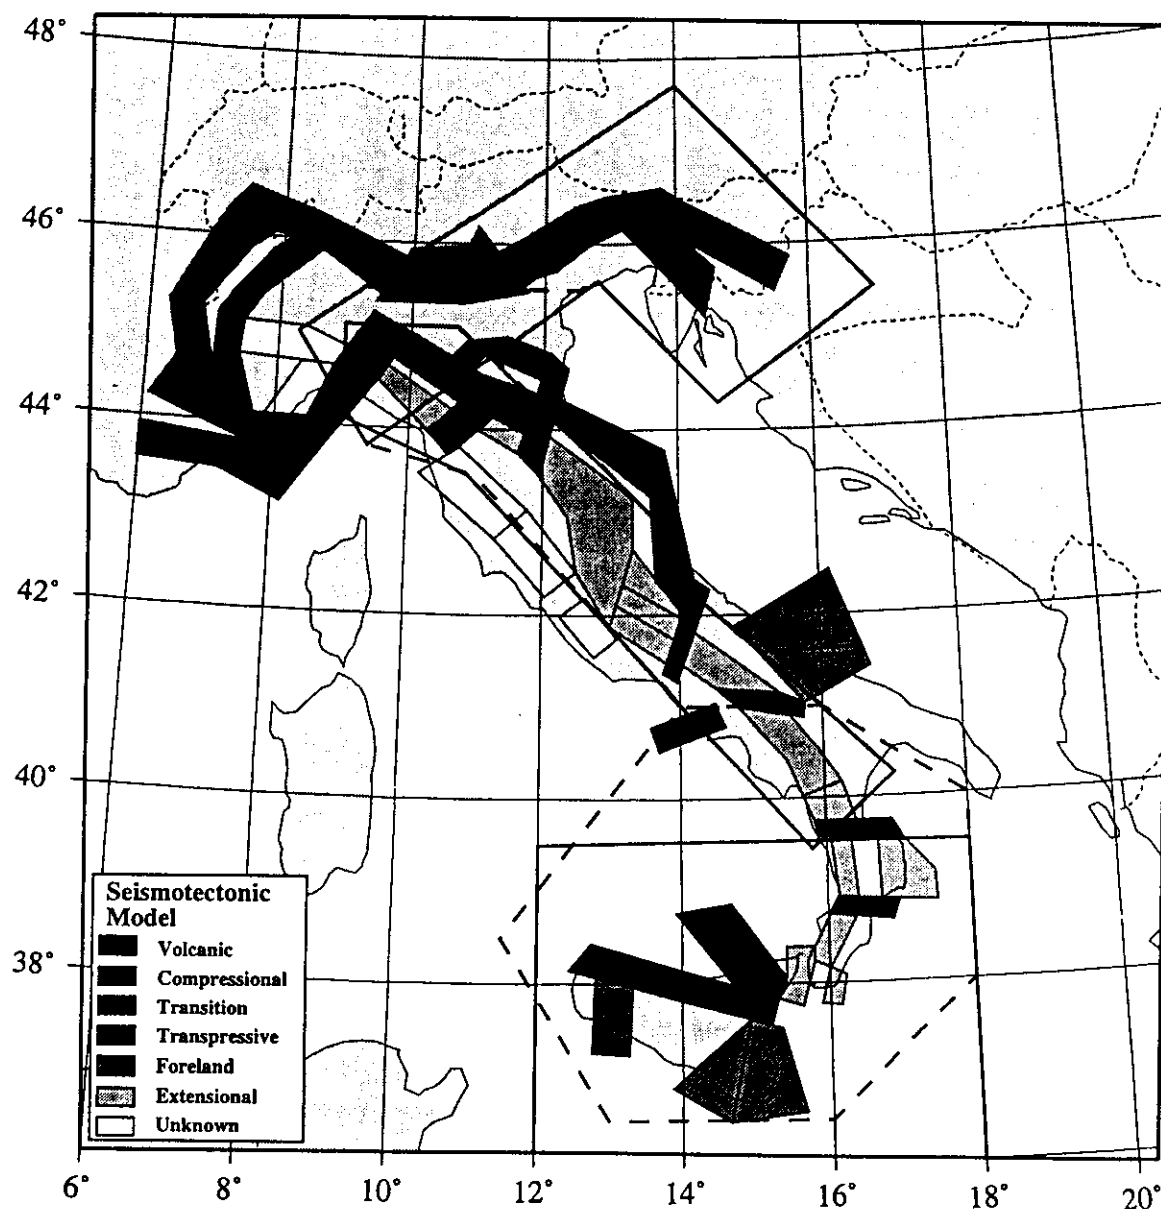 48°
46°
44°
42°
40°
38°
Seismotectonic
Model
Volcanic
Compressional
Transition
Transpressive
Foreland
Extensional
Unknown
6° 8° 10° 12° 14° 16° 18° 20°